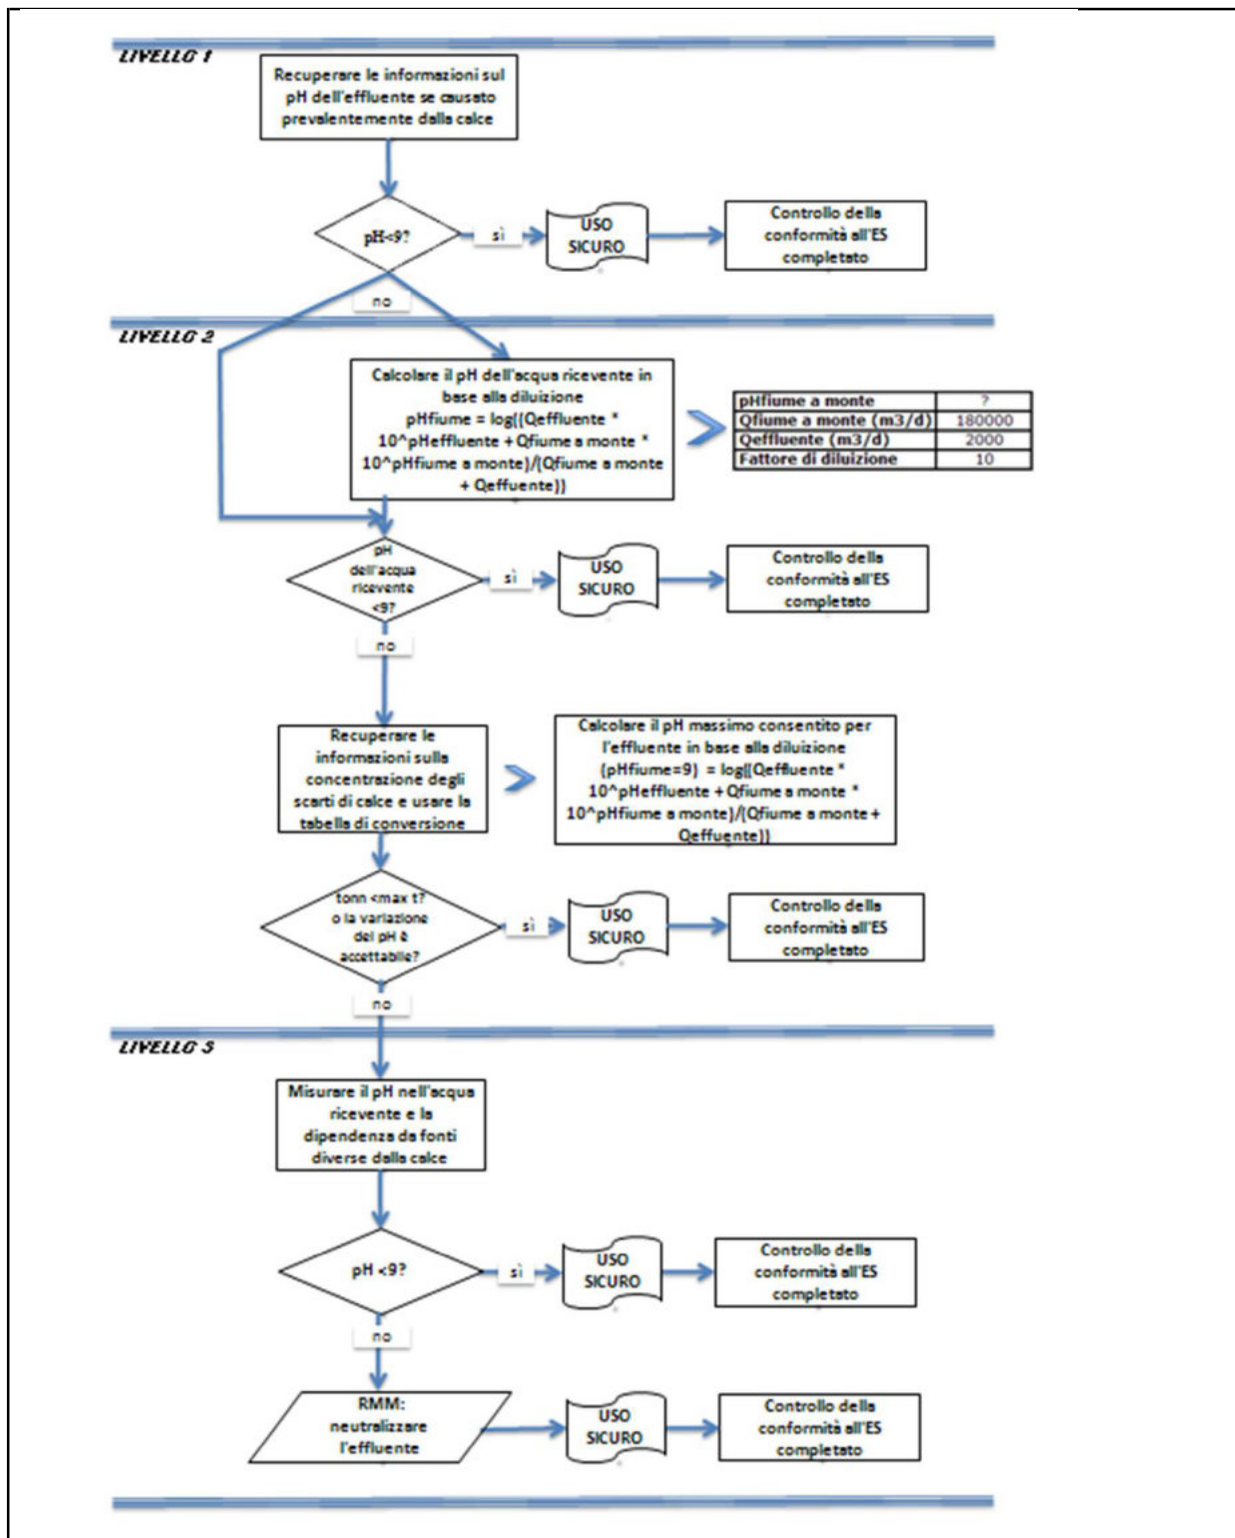 LIVELLO 1
Recuperare le informazioni sul
pH dell'effluente se causato
prevalentemente dalla calce
pH<9?
sì
USO
SICURO
Controllo della
conformità all'ES
completato
no
LIVELLO 2
Calcolare il pH dell'acqua ricevente in
base alla diluizione
pHfiume = log((Qeffluente *
10^pHeffluente + Qfiume a monte *
10^pHfiume a monte)/(Qfiume a monte
+ Qeffuente))
pHfiume a monte ?
Qfiume a monte (m3/d) 180000
Qeffluente (m3/d) 2000
Fattore di diluizione 10
pH
dell'acqua
ricevente
<9?
sì
USO
SICURO
Controllo della
conformità all'ES
completato
no
Recuperare le
informazioni sulla
concentrazione degli
scarti di calce e usare la
tabella di conversione
Calcolare il pH massimo consentito per
l'effluente in base alla diluizione
(pHfiume=9) = log((Qeffluente *
10^pHeffluente + Qfiume a monte *
10^pHfiume a monte)/(Qfiume a monte +
Qeffuente))
tonn <max t?
o la variazione
del pH è
accettabile?
sì
USO
SICURO
Controllo della
conformità all'ES
completato
no
LIVELLO 3
Misurare il pH nell'acqua
ricevente e la
dipendenza da fonti
diverse dalla calce
pH <9?
sì
USO
SICURO
Controllo della
conformità all'ES
completato
no
RMM:
neutralizzare
l'effluente
USO
SICURO
Controllo della
conformità all'ES
completato